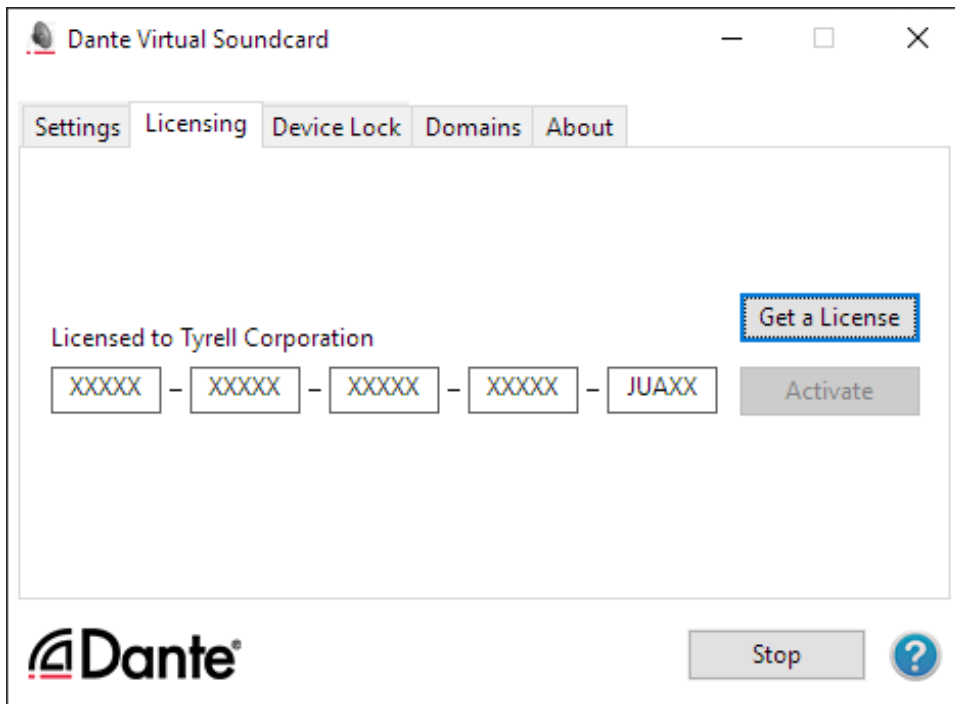 Dante Virtual Soundcard
Settings Licensing Device Lock Domains About
Get a License
Licensed to Tyrell Corporation
XXXXX – XXXXX – XXXXX – XXXXX – JUAXX Activate
Dante® Stop ?